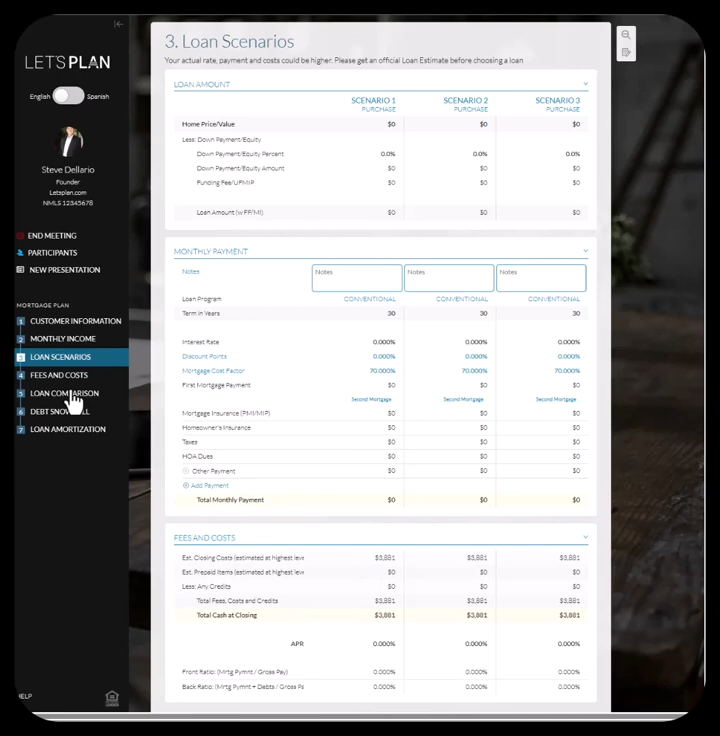 LET'S PLAN
English Spanish
Steve Dellario
Founder
Letsplan.com
NMLS 12345678
END MEETING
PARTICIPANTS
NEW PRESENTATION
MORTGAGE PLAN
1 CUSTOMER INFORMATION
2 MONTHLY INCOME
3 LOAN SCENARIOS
4 FEES AND COSTS
5 LOAN COMPARISON
6 DEBT
7 LOAN AMORTIZATION
HELP
3. Loan Scenarios
Your actual rate, payment and costs could be higher. Please get an official Loan Estimate before choosing a loan
LOAN AMOUNT
SCENARIO 1 SCENARIO 2 SCENARIO 3
PURCHASE PURCHASE PURCHASE
Home Price/Value $0 $0 $0
Less: Down Payment/Equity
Down Payment/Equity Percent 0.0% 0.0% 0.0%
Down Payment/Equity Amount $0 $0 $0
Funding Fee/UFMIP $0 $0 $0
Loan Amount (w FF/MI) $0 $0 $0
MONTHLY PAYMENT
Notes Notes Notes Notes
Loan Program CONVENTIONAL CONVENTIONAL CONVENTIONAL
Term in Years 30 30 30
Interest Rate 0.000% 0.000% 0.000%
Discount Points 0.000% 0.000% 0.000%
Mortgage Cost Factor 70.000% 70.000% 70.000%
First Mortgage Payment $0 $0 $0
Second Mortgage Second Mortgage Second Mortgage
Mortgage Insurance (PMI/MIP) $0 $0 $0
Homeowner's Insurance $0 $0 $0
Taxes $0 $0 $0
HOA Dues $0 $0 $0
Other Payment $0 $0 $0
Add Payment
Total Monthly Payment $0 $0 $0
FEES AND COSTS
Est. Closing Costs (estimated at highest leve $3,881 $3,881 $3,881
Est. Prepaid Items (estimated at highest leve $0 $0 $0
Less: Any Credits $0 $0 $0
Total Fees, Costs and Credits $3,881 $3,881 $3,881
Total Cash at Closing $3,881 $3,881 $3,881
APR 0.000% 0.000% 0.000%
Front Ratio: (Mrtg Pymnt / Gross Pay) 0.000% 0.000% 0.000%
Back Ratio: (Mrtg Pymnt + Debts / Gross Pa 0.000% 0.000% 0.000%